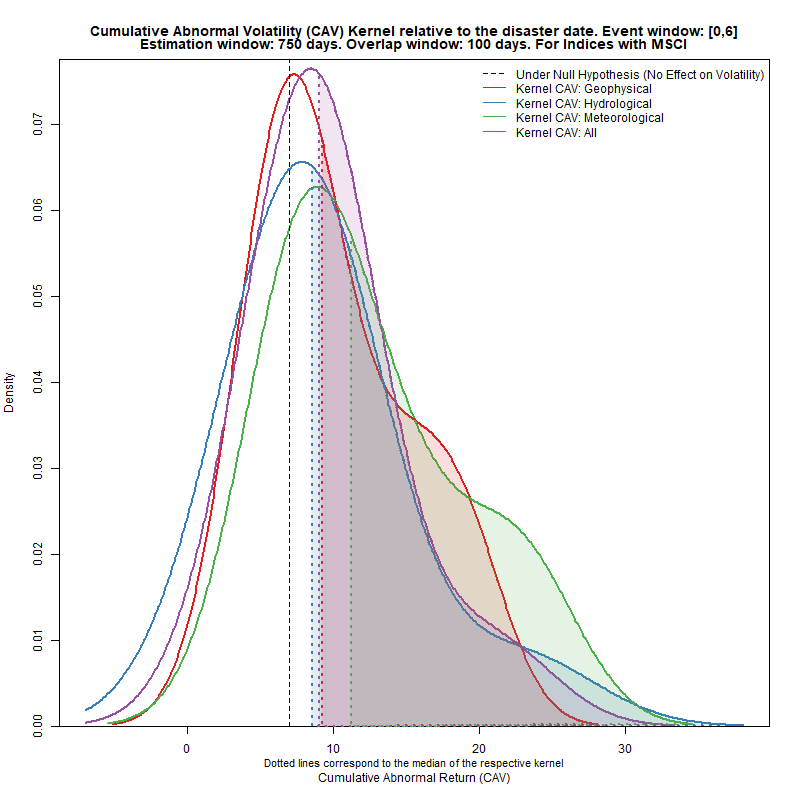 Cumulative Abnormal Volatility (CAV) Kernel relative to the disaster date. Event window: [0,6]
Estimation window: 750 days. Overlap window: 100 days. For Indices with MSCI
Under Null Hypothesis (No Effect on Volatility)
Kernel CAV: Geophysical
Kernel CAV: Hydrological
Kernel CAV: Meteorological
Kernel CAV: All
Density
0.07
0.06
0.05
0.04
0.03
0.02
0.01
0.00
0 10 20 30
Dotted lines correspond to the median of the respective kernel
Cumulative Abnormal Return (CAV)